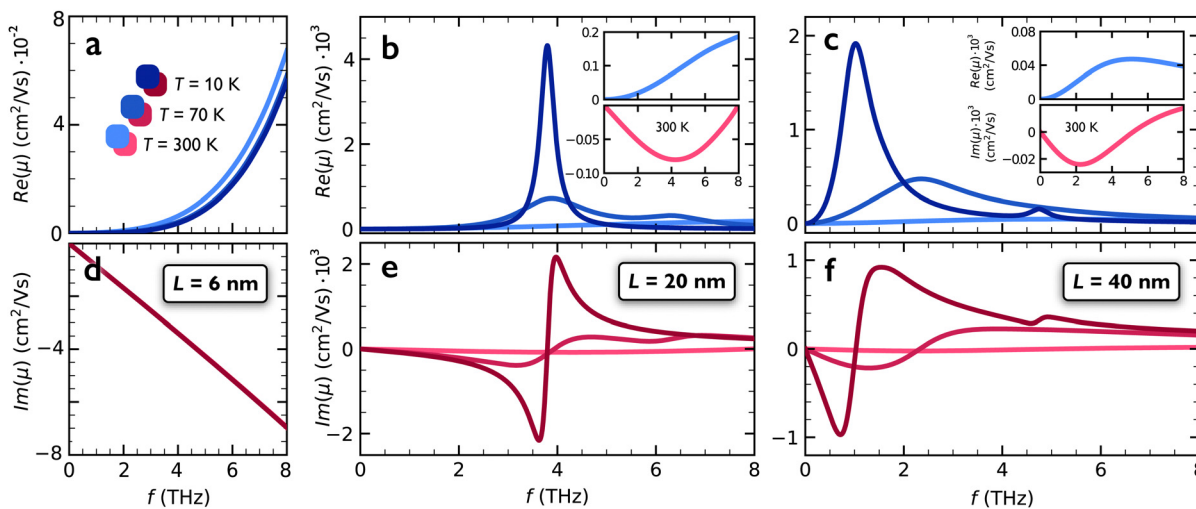 a
Re(μ) (cm²/Vs) ·10⁻²
8
4
0
T = 10 K
T = 70 K
T = 300 K
b
Re(μ) (cm²/Vs) ·10³
4
2
0
0.2
0.1
0.0
−0.05
−0.10
300 K
0 2 4 6 8
c
2
1
0
Re(μ)·10³
(cm²/Vs)
0.08
0.04
0
Im(μ)·10³
(cm²/Vs)
0
−0.02
300 K
0 2 4 6 8
d
L = 6 nm
Im(μ) (cm²/Vs)
−4
−8
0 2 4 6 8
f (THz)
e
L = 20 nm
Im(μ) (cm²/Vs) ·10³
2
0
−2
0 2 4 6 8
f (THz)
f
L = 40 nm
1
0
−1
0 2 4 6 8
f (THz)